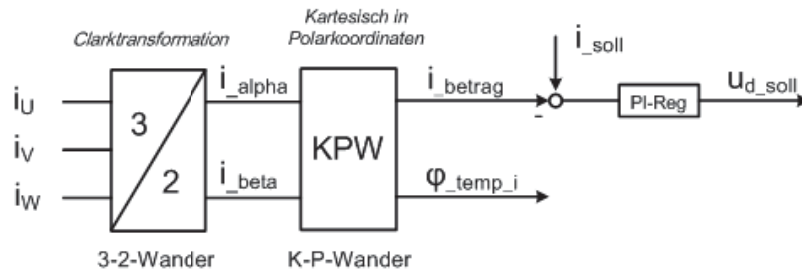 Clarktransformation
Kartesisch in
Polarkoordinaten
i_soll
i_alpha
i_betrag
u_d_soll
iU
3
PI-Reg
-
iV
KPW
2
i_beta
φ_temp_i
iW
3-2-Wander
K-P-Wander